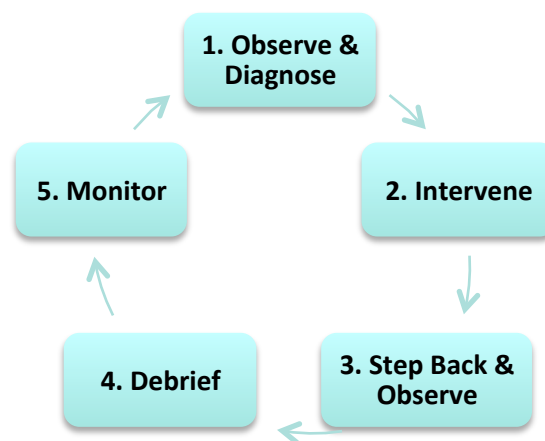 1. Observe &
Diagnose
2. Intervene
3. Step Back &
Observe
4. Debrief
5. Monitor